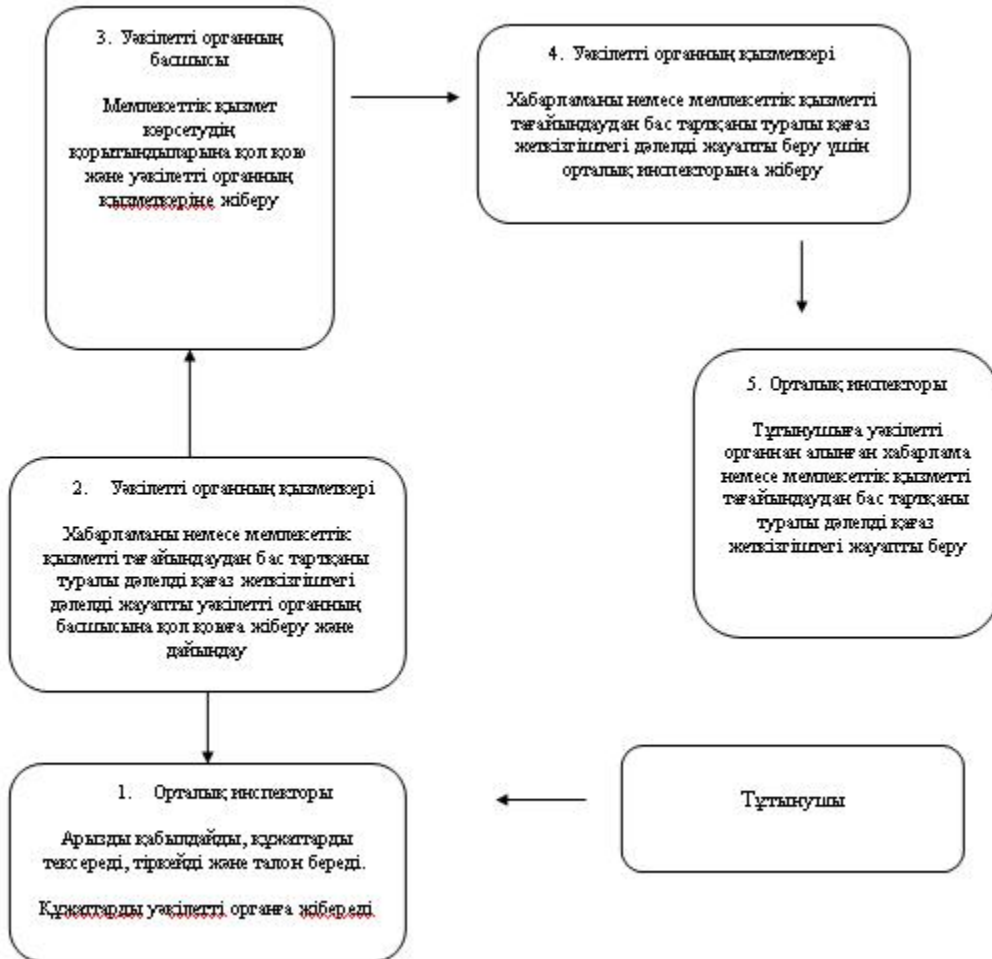 3. Уәкілетті органның
басшысы
Мемлекеттік қызмет
көрсетудің
қорытындыларына қол қою
және уәкілетті органның
қызметкеріне жіберу
4. Уәкілетті органның қызметкері
Хабарламаны немесе мемлекеттік қызметті
тағайындаудан бас тартқаны туралы қағаз
жеткізгіштегі дәлелді жауапты беру үшін
орталық инспекторына жіберу
5. Орталық инспекторы
Тұтынушыға уәкілетті
органнан алынған хабарлама
немесе мемлекеттік қызметті
тағайындаудан бас тартқаны
туралы дәлелді қағаз
жеткізгіштегі жауапты беру
2. Уәкілетті органның қызметкері
Хабарламаны немесе мемлекеттік
қызметті тағайындаудан бас тартқаны
туралы дәлелді қағаз жеткізгіштегі
дәлелді жауапты уәкілетті органның
басшысына қол қоюға жіберу және
дайындау
1. Орталық инспекторы
Арызды қабылдайды, құжаттарды
тексереді, тіркейді және талон береді.
Құжаттарды уәкілетті органға жібереді
Тұтынушы